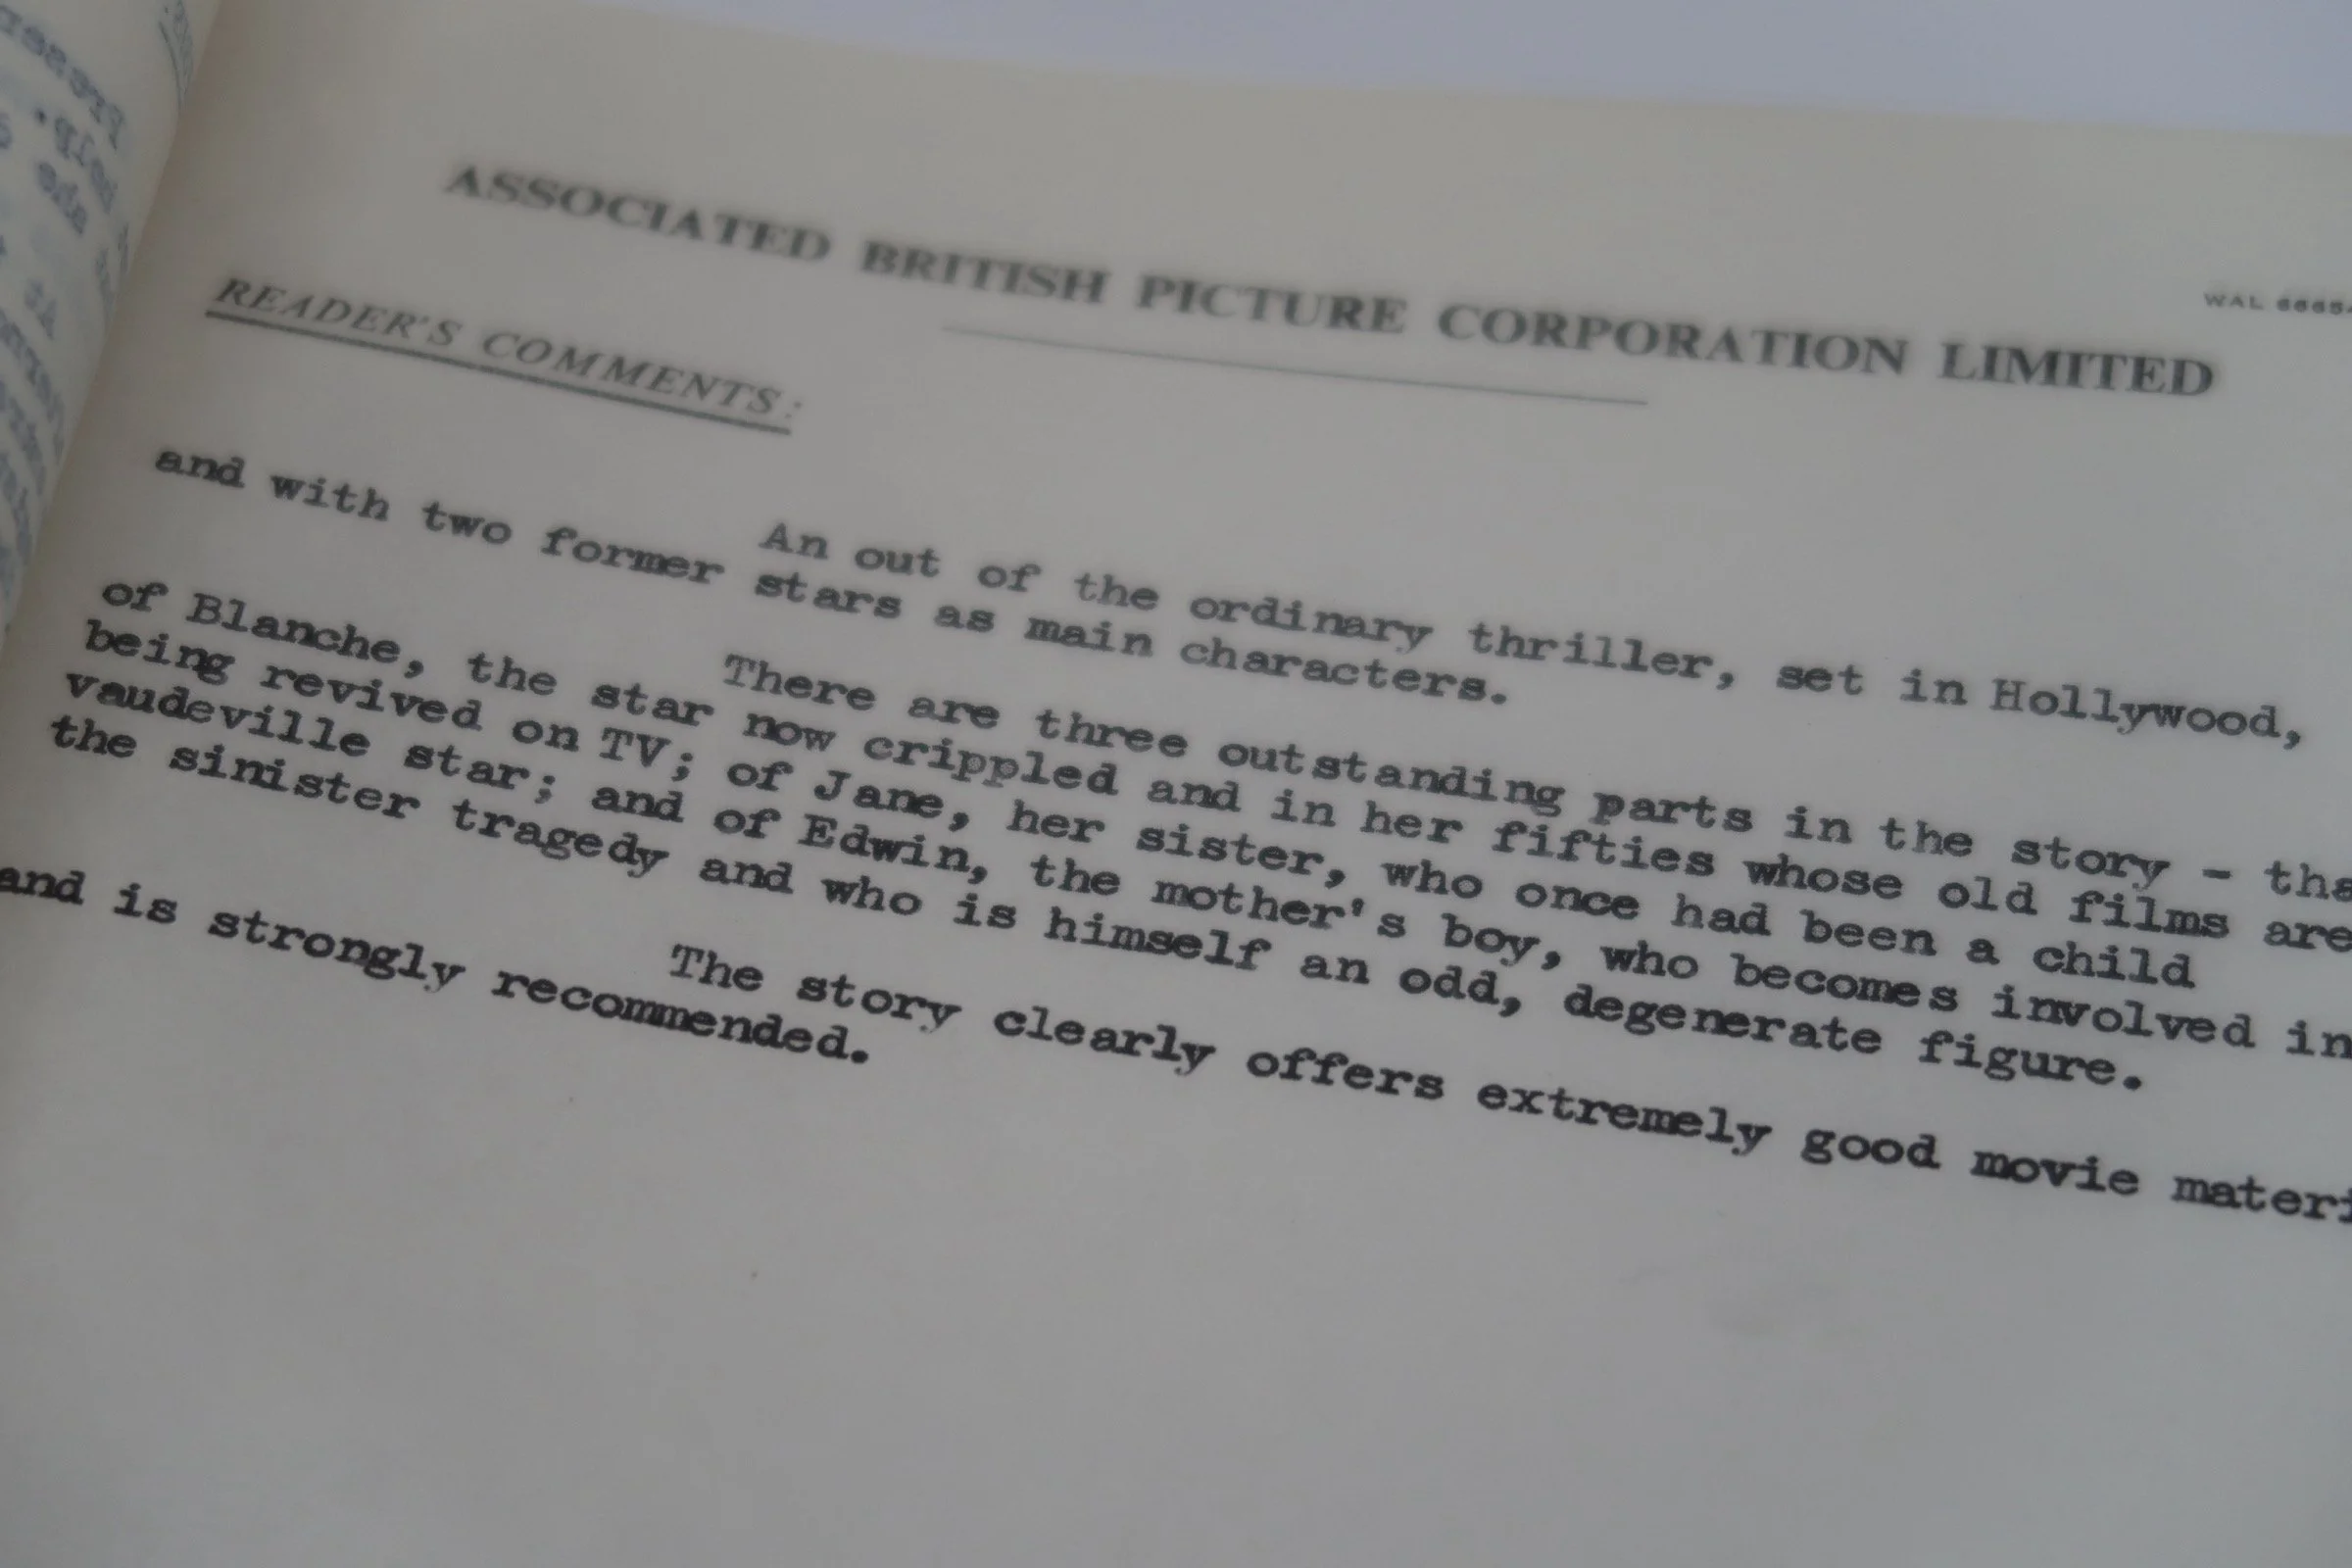 ASSOCIATED BRITISH PICTURE CORPORATION LIMITED
WAL 6665
READER'S COMMENTS:
An out of the ordinary thriller, set in Hollywood,
and with two former stars as main characters.
There are three outstanding parts in the story - tha
of Blanche, the star now crippled and in her fifties whose old films are
being revived on TV; of Jane, her sister, who once had been a child
vaudeville star; and of Edwin, the mother's boy, who becomes involved in
the sinister tragedy and who is himself an odd, degenerate figure.
The story clearly offers extremely good movie materi
and is strongly recommended.